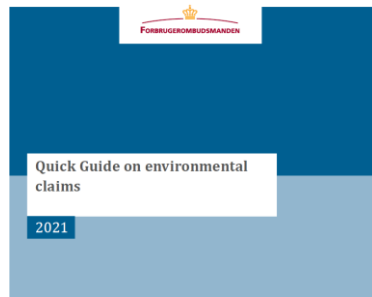 FORBRUGEROMBUDSMANDEN
Quick Guide on environmental
claims
2021